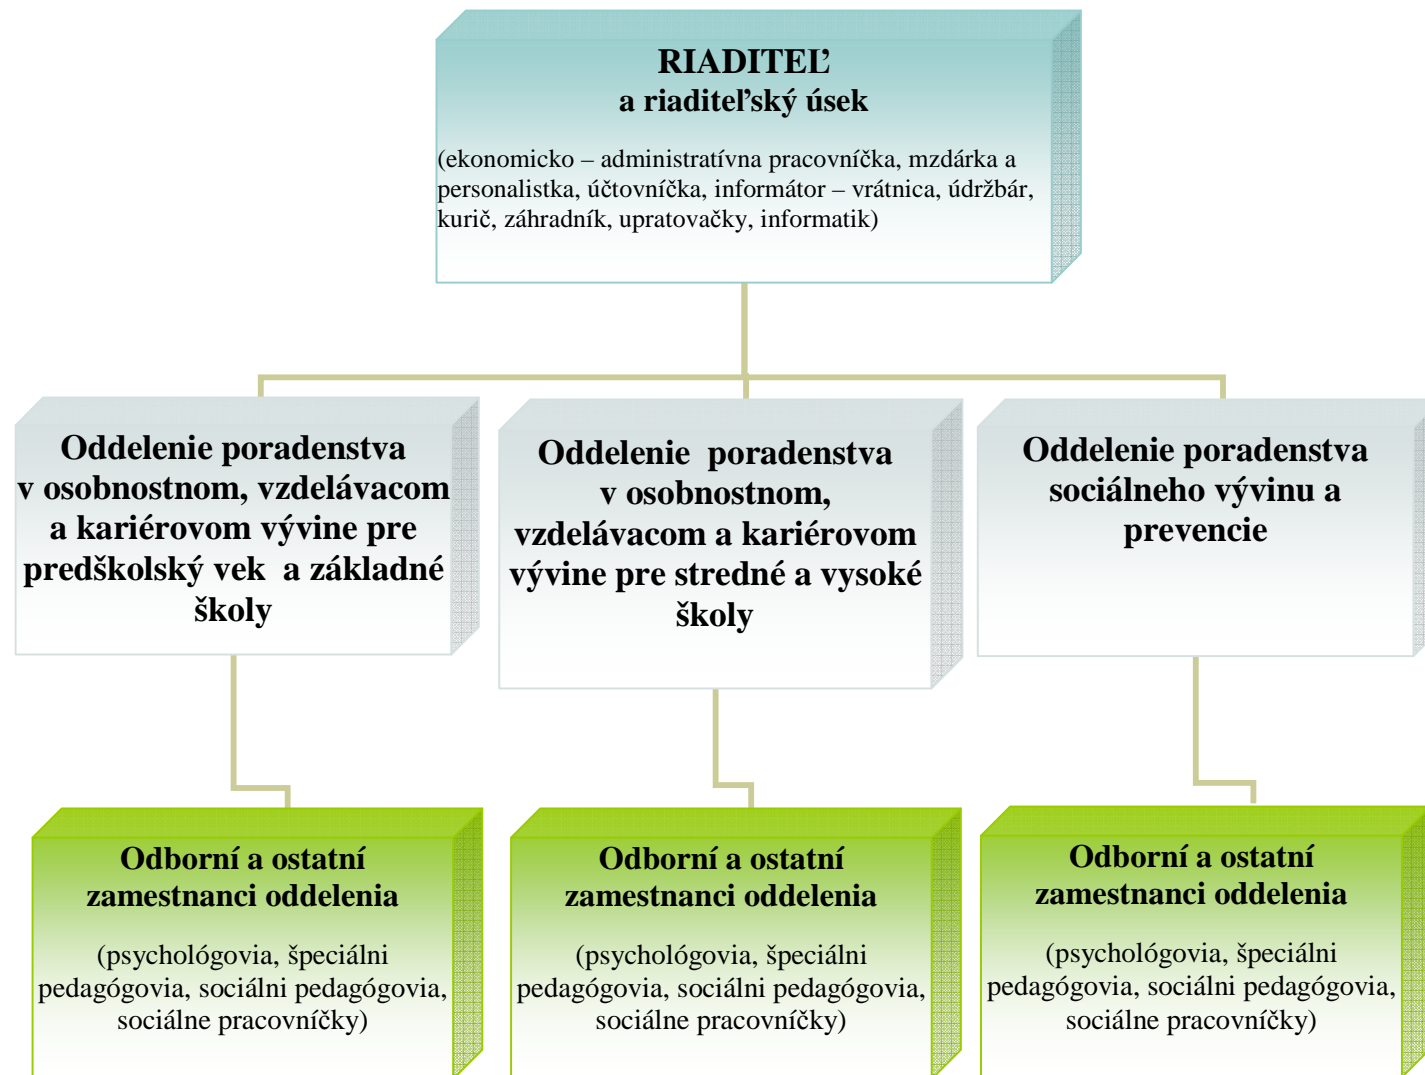 RIADITEĽ
a riaditeľský úsek
(ekonomicko – administratívna pracovníčka, mzdárka a
personalistka, účtovníčka, informátor – vrátnica, údržbár,
kurič, záhradník, upratovačky, informatik)
Oddelenie poradenstva
v osobnostnom, vzdelávacom
a kariérovom vývine pre
predškolský vek a základné
školy
Oddelenie poradenstva
v osobnostnom,
vzdelávacom a kariérovom
vývine pre stredné a vysoké
školy
Oddelenie poradenstva
sociálneho vývinu a
prevencie
Odborní a ostatní
zamestnanci oddelenia
(psychológovia, špeciálni
pedagógovia, sociálni pedagógovia,
sociálne pracovníčky)
Odborní a ostatní
zamestnanci oddelenia
(psychológovia, špeciálni
pedagógovia, sociálni pedagógovia,
sociálne pracovníčky)
Odborní a ostatní
zamestnanci oddelenia
(psychológovia, špeciálni
pedagógovia, sociálni pedagógovia,
sociálne pracovníčky)